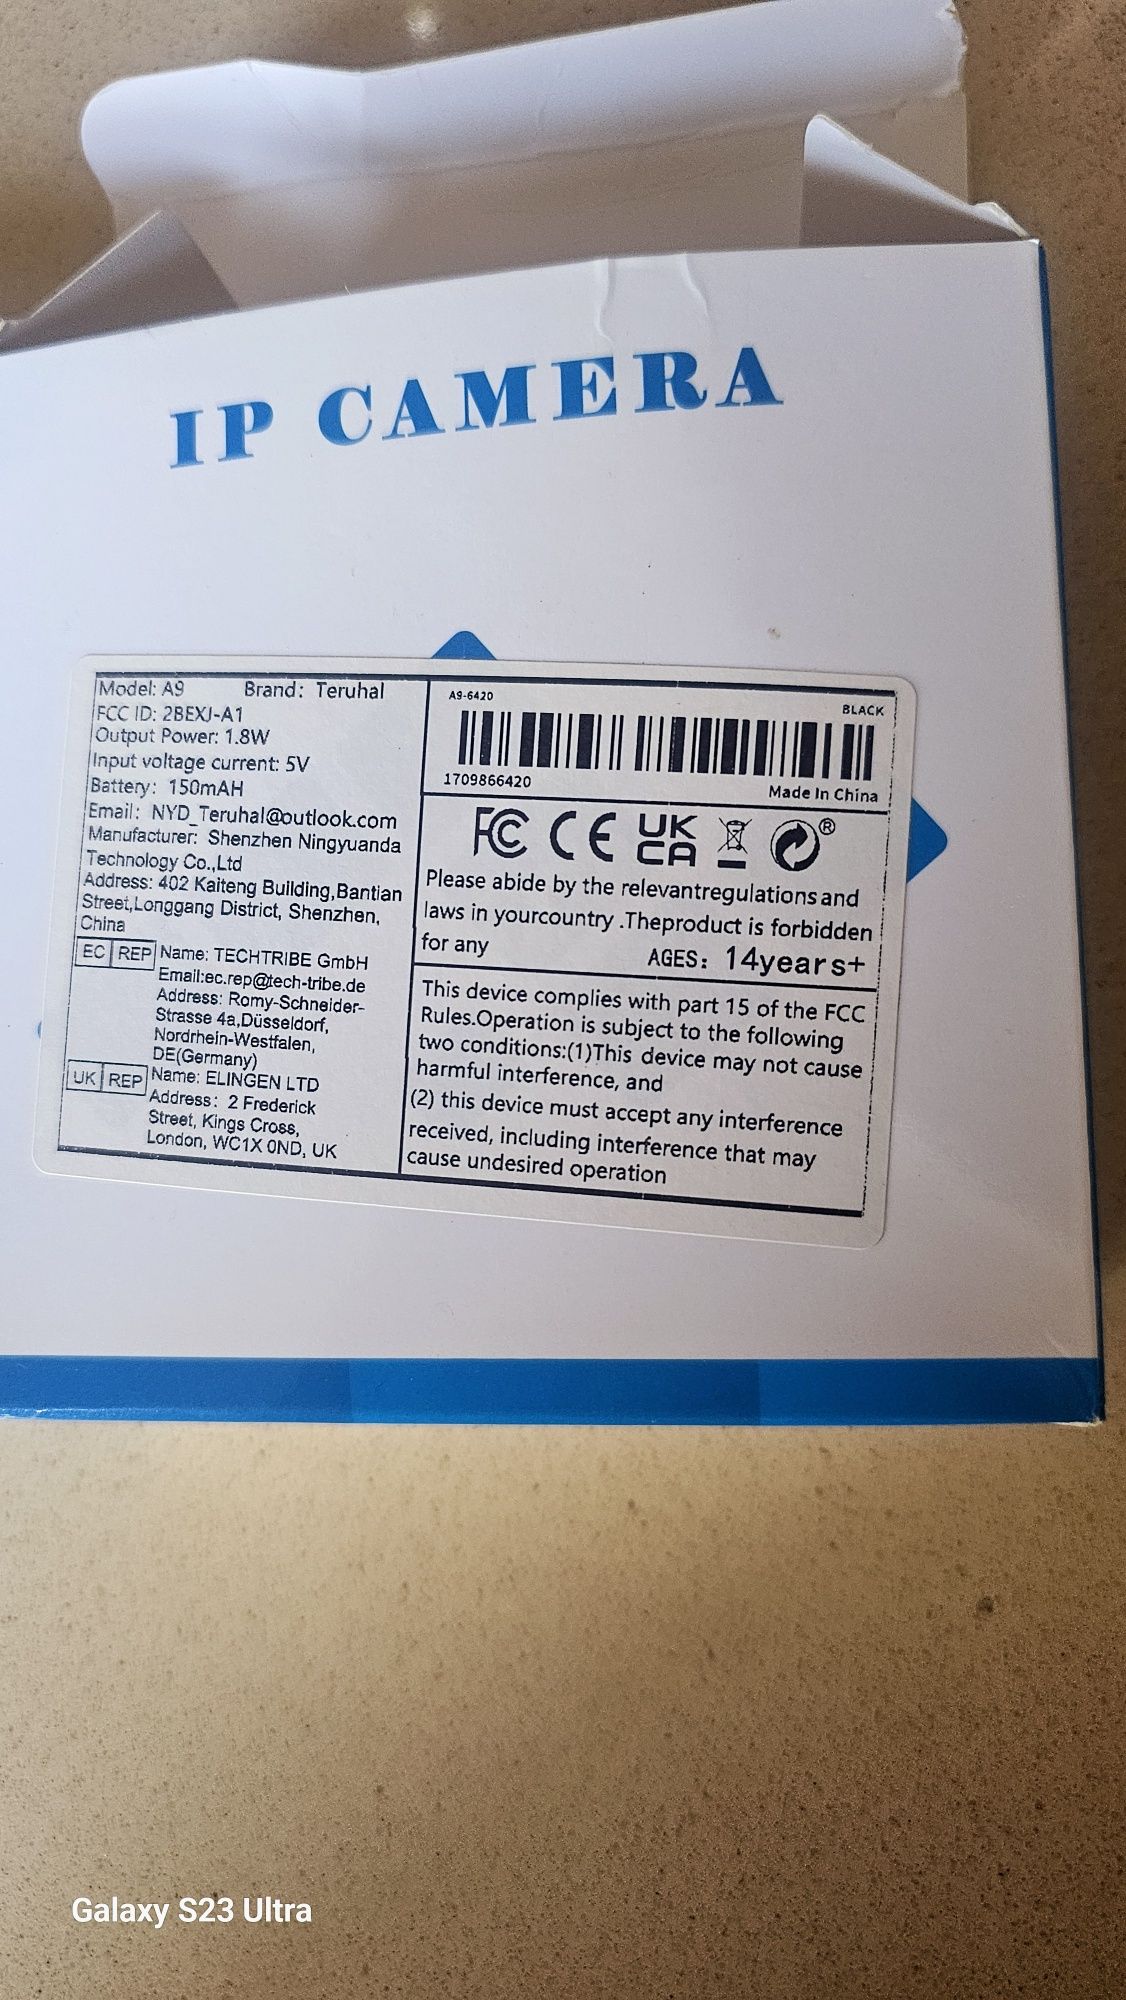 IP CAMERA
Model: A9 Brand: Teruhal
FCC ID: 2BEXJ-A1
Output Power: 1.8W
Input voltage current: 5V
Battery: 150mAH
Email: NYD_Teruhal@outlook.com
Manufacturer: Shenzhen Ningyuanda
Technology Co.,Ltd
Address: 402 Kaiteng Building,Bantian
Street,Longgang District, Shenzhen,
China
EC REP Name: TECHTRIBE GmbH
Email:ec.rep@tech-tribe.de
Address: Romy-Schneider-
Strasse 4a,Düsseldorf,
Nordrhein-Westfalen,
DE(Germany)
UK REP Name: ELINGEN LTD
Address: 2 Frederick
Street, Kings Cross,
London, WC1X 0ND, UK
A9-6420
BLACK
1709866420
Made In China
FC CE UK CA ®
Please abide by the relevantregulations and
laws in yourcountry .Theproduct is forbidden
for any AGES: 14years+
This device complies with part 15 of the FCC
Rules.Operation is subject to the following
two conditions:(1)This device may not cause
harmful interference, and
(2) this device must accept any interference
received, including interference that may
cause undesired operation
Galaxy S23 Ultra